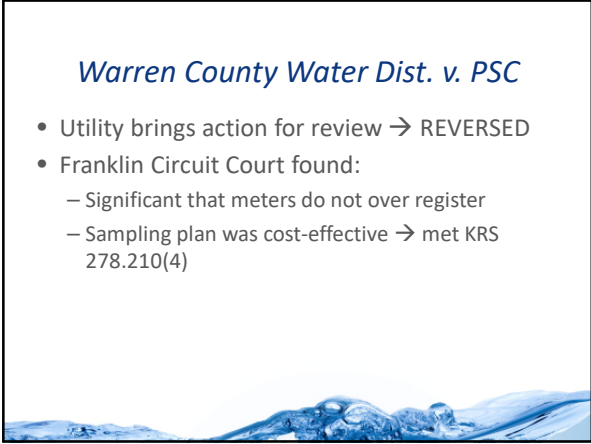 Warren County Water Dist. v. PSC
• Utility brings action for review → REVERSED
• Franklin Circuit Court found:
– Significant that meters do not over register
– Sampling plan was cost-effective → met KRS
278.210(4)